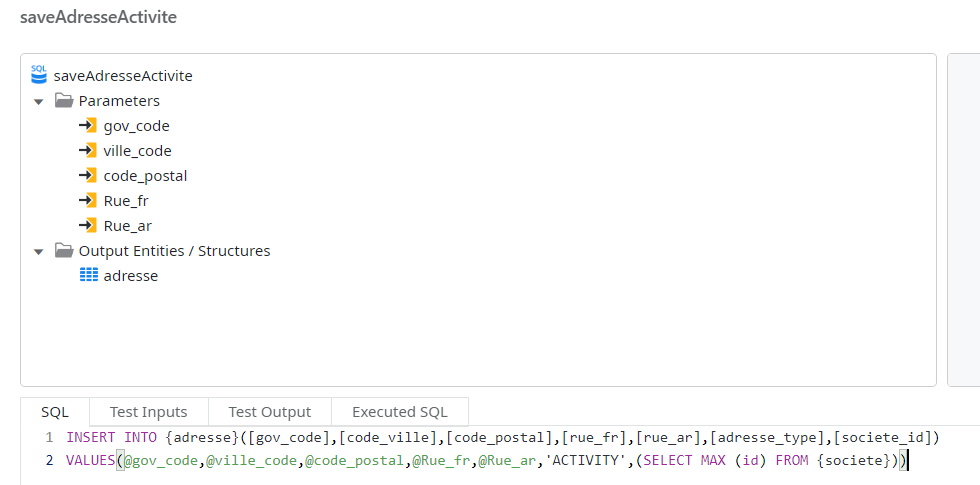 saveAdresseActivite
SQL
saveAdresseActivite
Parameters
gov_code
ville_code
code_postal
Rue_fr
Rue_ar
Output Entities / Structures
adresse
SQL Test Inputs Test Output Executed SQL
1 INSERT INTO {adresse}([gov_code],[code_ville],[code_postal],[rue_fr],[rue_ar],[adresse_type],[societe_id])
2 VALUES(@gov_code,@ville_code,@code_postal,@Rue_fr,@Rue_ar,'ACTIVITY',(SELECT MAX (id) FROM {societe}))